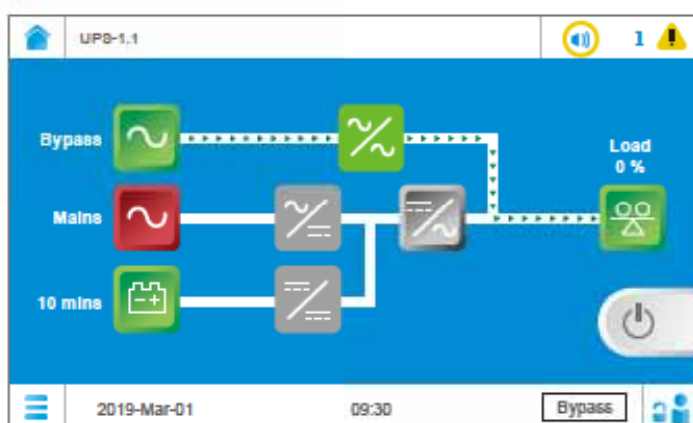 UPS-1.1
1
Bypass
Load
0 %
Mains
10 mins
2019-Mar-01
09:30
Bypass